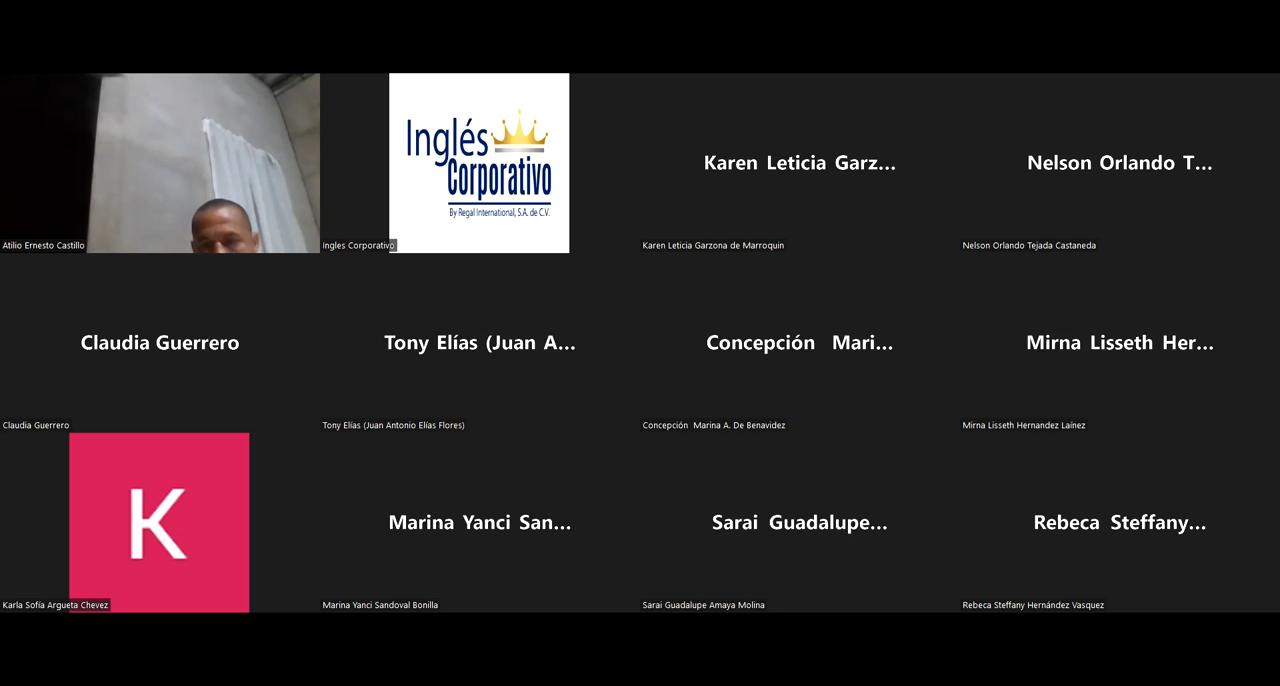 Atilio Ernesto Castillo
Inglés
Corporativo
By Regal International, S.A. de C.V.
Ingles Corporativo
Karen Leticia Garz...
Karen Leticia Garzona de Marroquin
Nelson Orlando T...
Nelson Orlando Tejada Castaneda
Claudia Guerrero
Claudia Guerrero
Tony Elías (Juan A...
Tony Elías (Juan Antonio Elías Flores)
Concepción Mari...
Concepción Marina A. De Benavidez
Mirna Lisseth Her...
Mirna Lisseth Hernandez Laínez
K
Karla Sofía Argueta Chevez
Marina Yanci San...
Marina Yanci Sandoval Bonilla
Sarai Guadalupe...
Sarai Guadalupe Amaya Molina
Rebeca Steffany...
Rebeca Steffany Hernández Vasquez